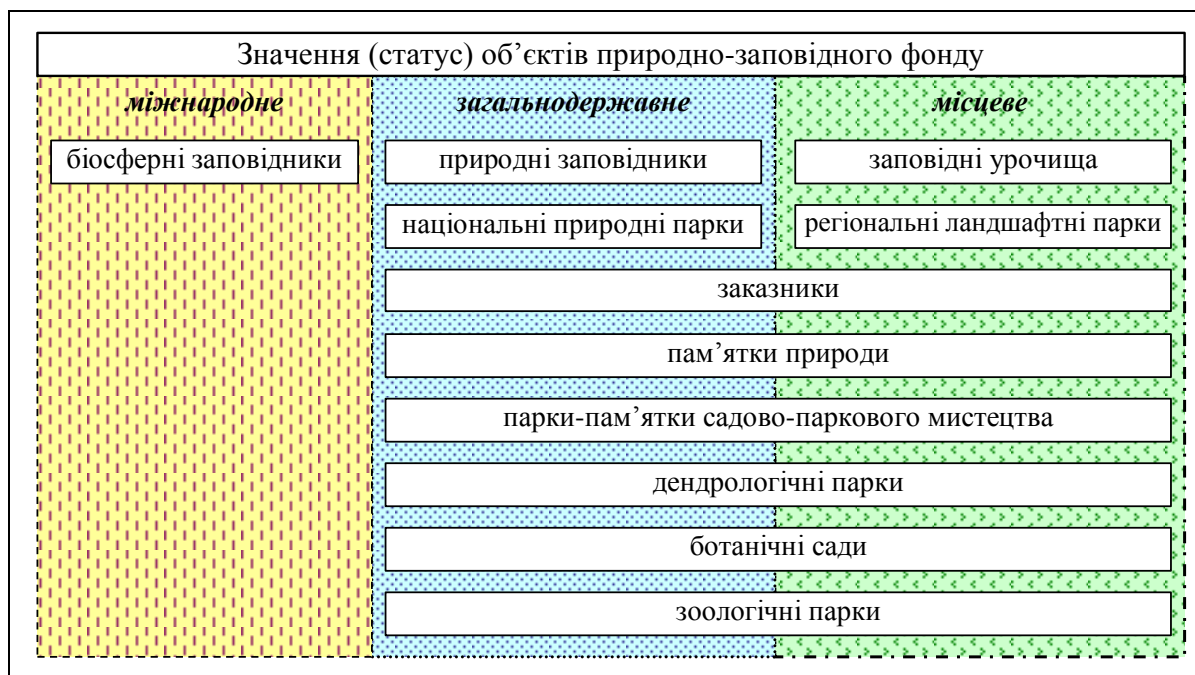 Значення (статус) об’єктів природно-заповідного фонду
міжнародне
загальнодержавне
місцеве
біосферні заповідники
природні заповідники
заповідні урочища
національні природні парки
регіональні ландшафтні парки
заказники
пам’ятки природи
парки-пам’ятки садово-паркового мистецтва
дендрологічні парки
ботанічні сади
зоологічні парки